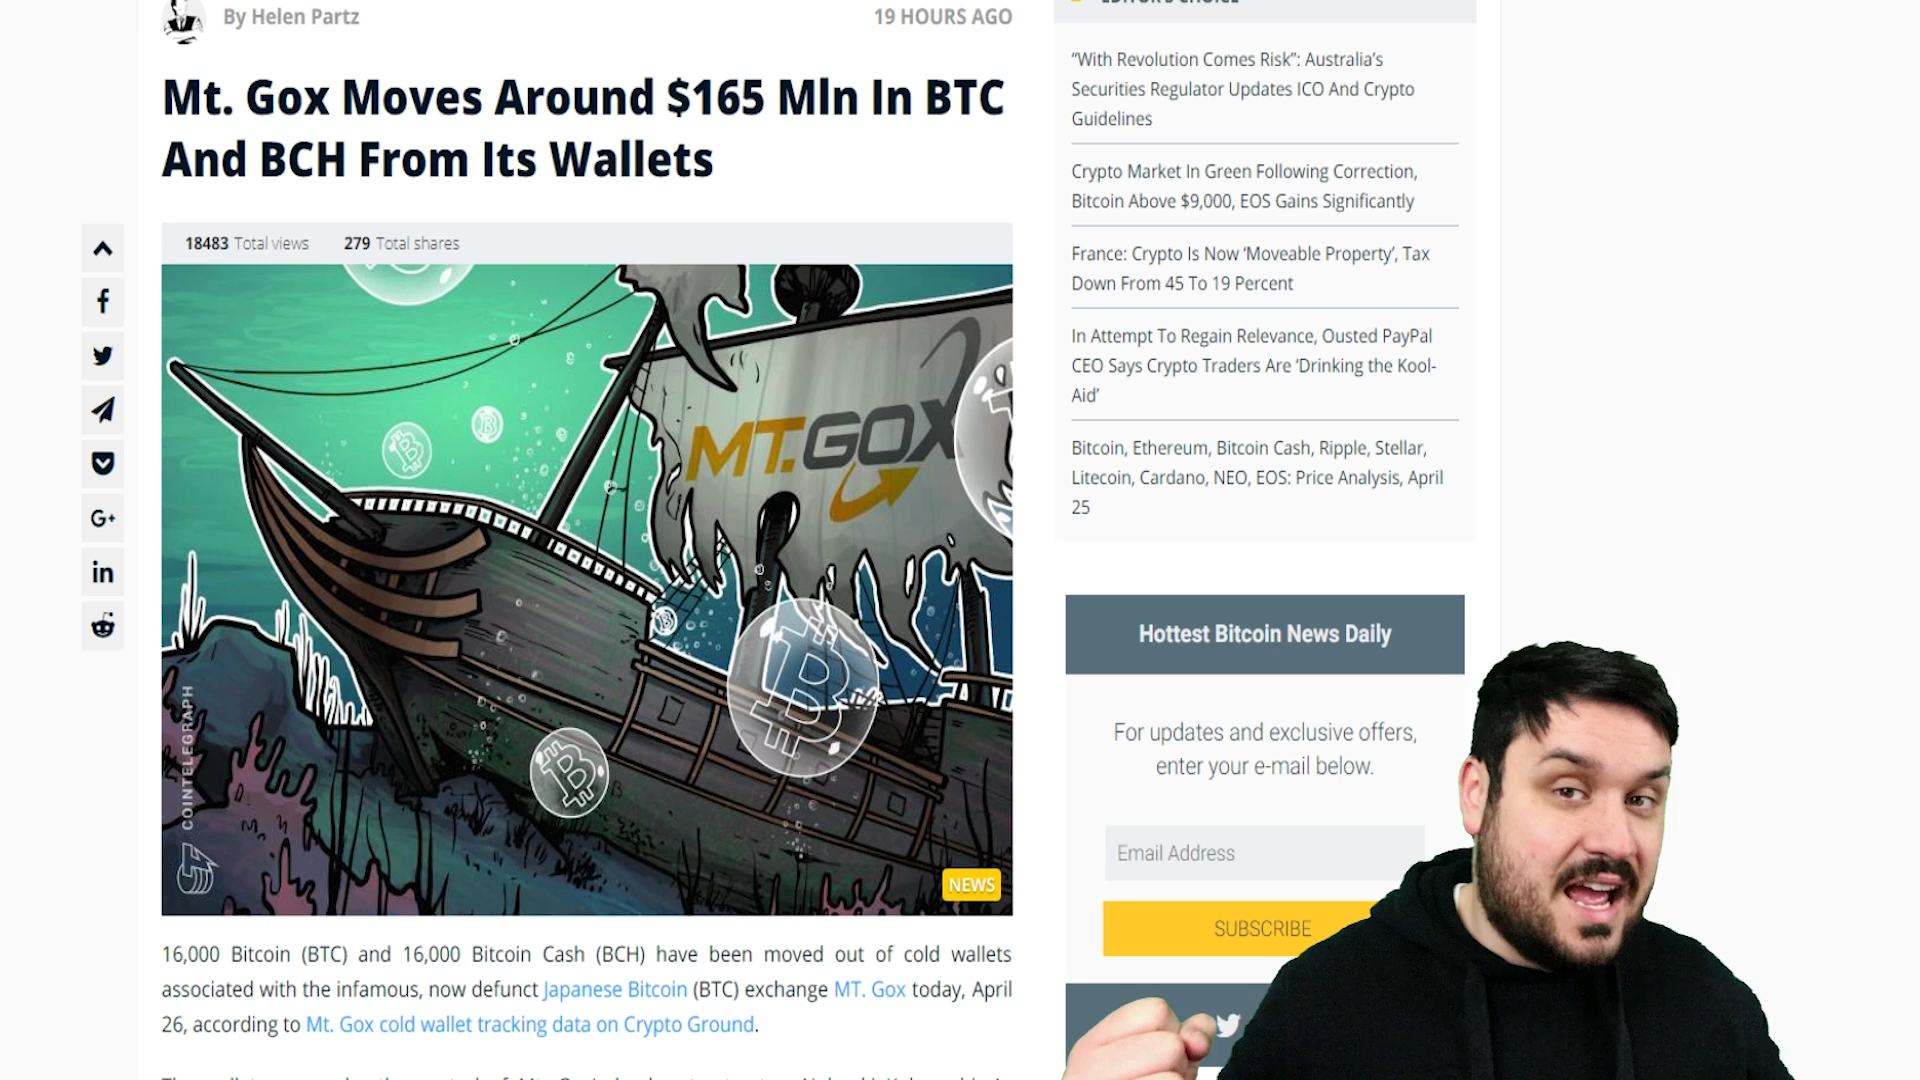 By Helen Partz
19 HOURS AGO
Mt. Gox Moves Around $165 Mln In BTC
And BCH From Its Wallets
18483 Total views 279 Total shares
MT.GOX
COINTELEGRAPH
NEWS
16,000 Bitcoin (BTC) and 16,000 Bitcoin Cash (BCH) have been moved out of cold wallets
associated with the infamous, now defunct Japanese Bitcoin (BTC) exchange MT. Gox today, April
26, according to Mt. Gox cold wallet tracking data on Crypto Ground.
EDITOR'S CHOICE
“With Revolution Comes Risk”: Australia’s
Securities Regulator Updates ICO And Crypto
Guidelines
Crypto Market In Green Following Correction,
Bitcoin Above $9,000, EOS Gains Significantly
France: Crypto Is Now ‘Moveable Property’, Tax
Down From 45 To 19 Percent
In Attempt To Regain Relevance, Ousted PayPal
CEO Says Crypto Traders Are ‘Drinking the Kool-
Aid’
Bitcoin, Ethereum, Bitcoin Cash, Ripple, Stellar,
Litecoin, Cardano, NEO, EOS: Price Analysis, April
25
Hottest Bitcoin News Daily
For updates and exclusive offers,
enter your e-mail below.
Email Address
SUBSCRIBE